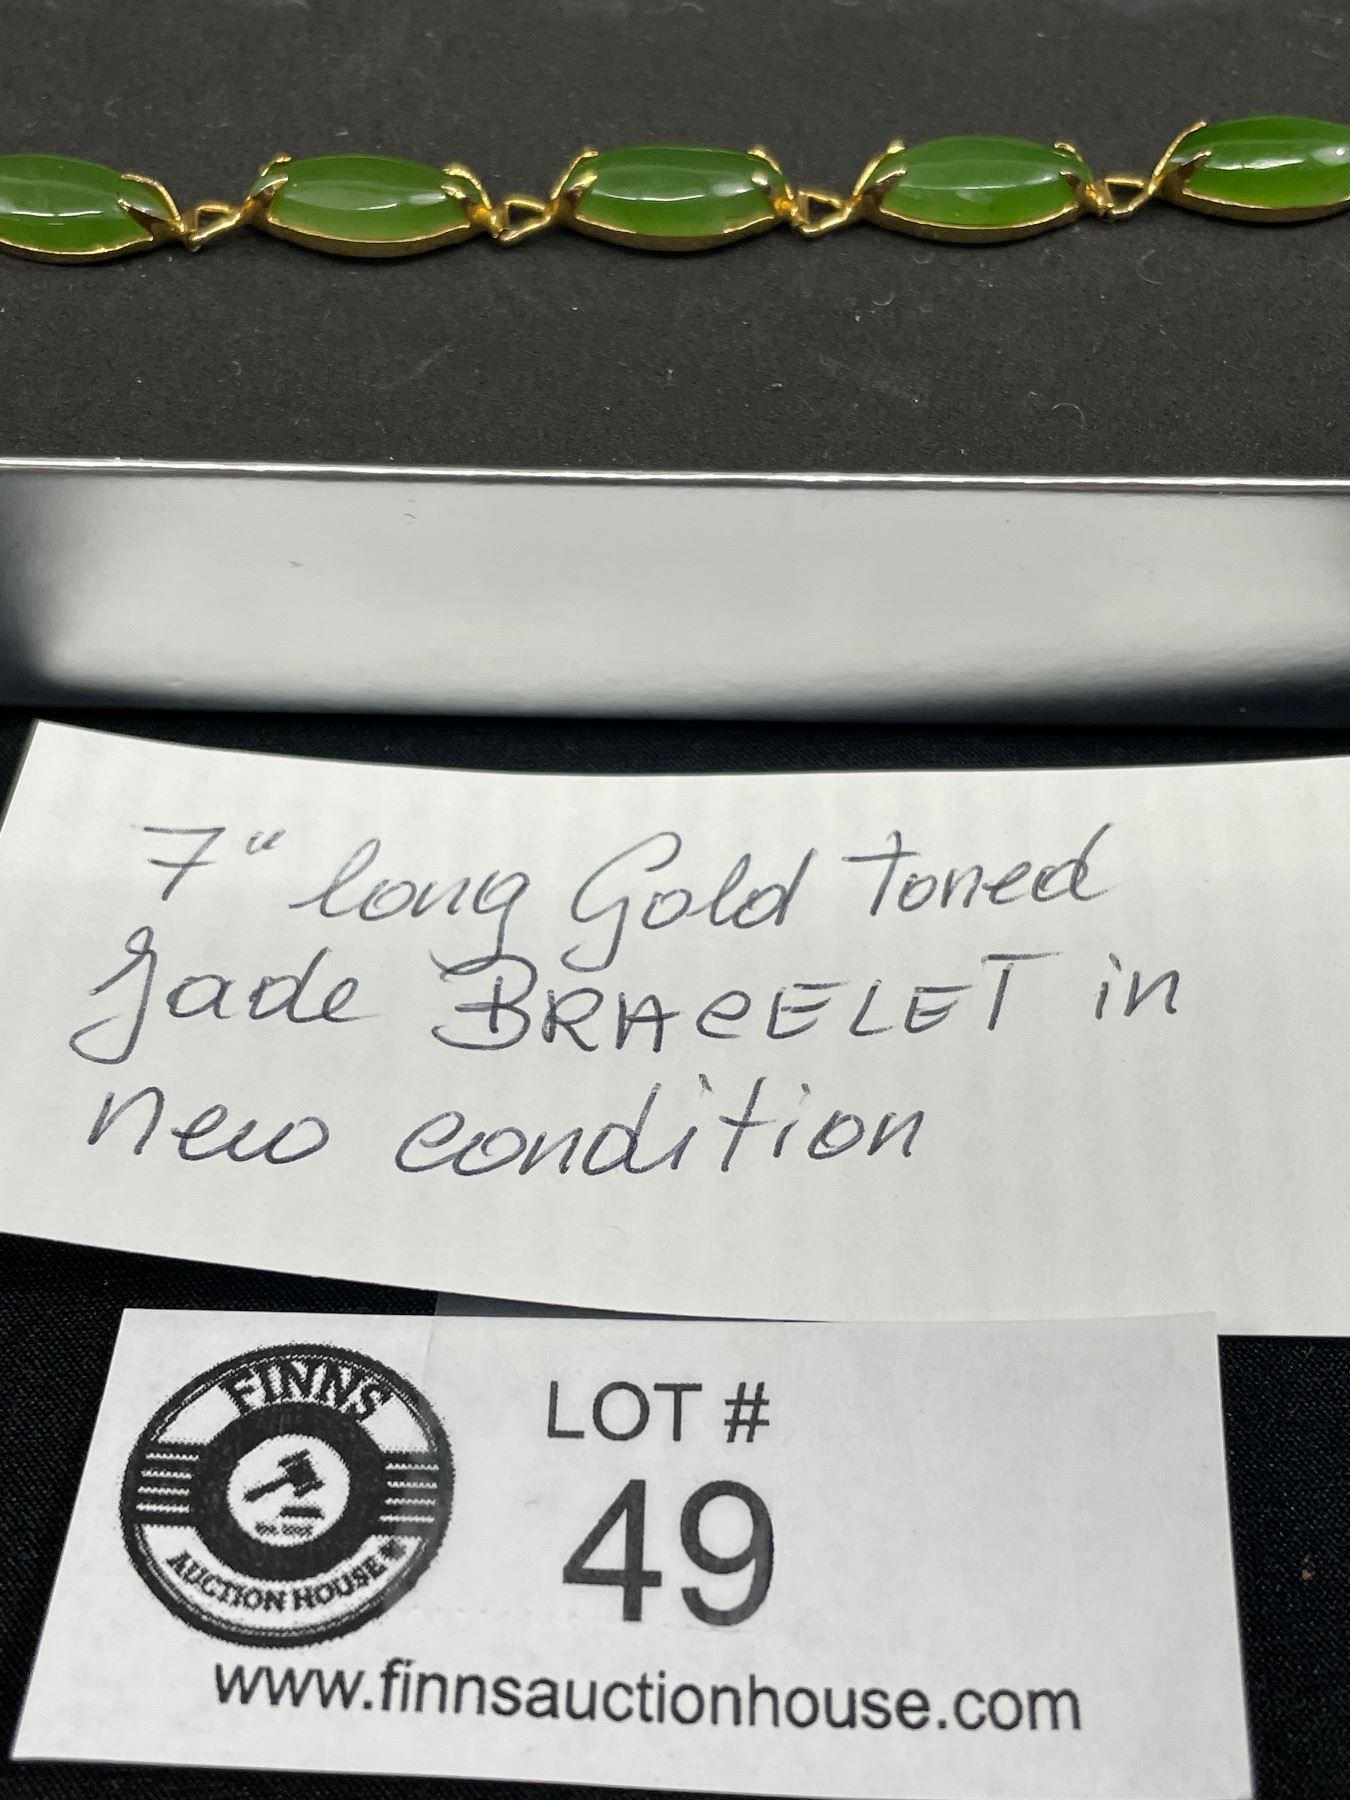 7" long Gold toned
Jade BRACELET in
new condition
FINNS
AUCTION HOUSE
LOT #
49
www.finnsauctionhouse.com